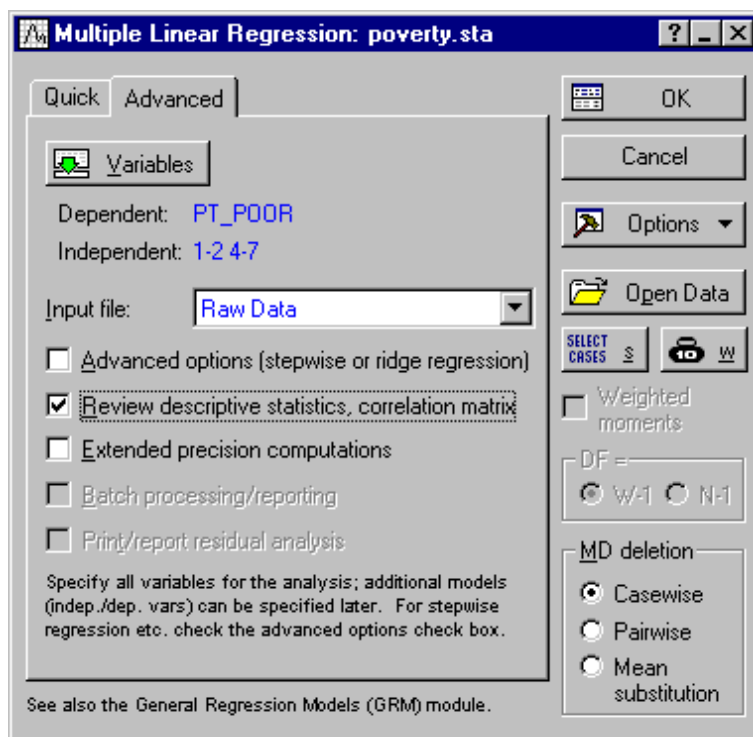 Multiple Linear Regression: poverty.sta
Quick Advanced
Variables
Dependent: PT_POOR
Independent: 1-2 4-7
Input file: Raw Data
Advanced options (stepwise or ridge regression)
Review descriptive statistics, correlation matrix
Extended precision computations
Batch processing/reporting
Print/report residual analysis
Specify all variables for the analysis; additional models
(indep./dep. vars) can be specified later. For stepwise
regression etc. check the advanced options check box.
See also the General Regression Models (GRM) module.
OK
Cancel
Options
Open Data
SELECT
CASES S W
Weighted
moments
DF =
W-1 N-1
MD deletion
Casewise
Pairwise
Mean
substitution